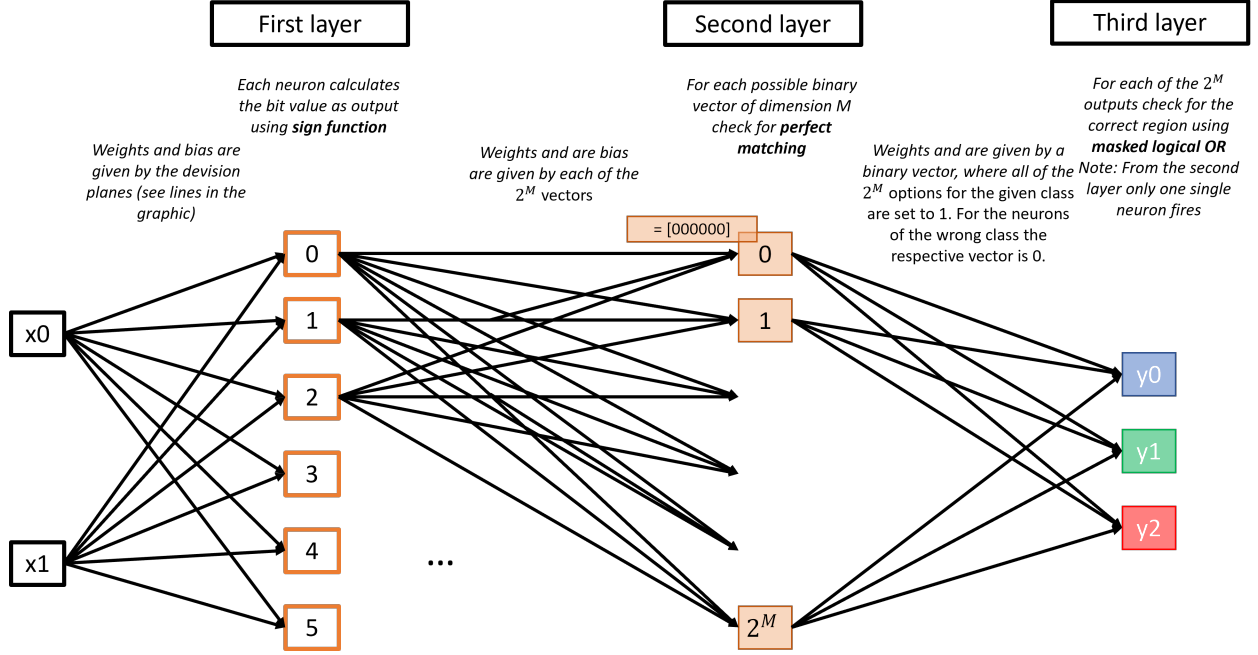 First layer
Second layer
Third layer
Each neuron calculates
the bit value as output
using sign function
For each possible binary
vector of dimension M
check for perfect
matching
For each of the 2^M
outputs check for the
correct region using
masked logical OR
Note: From the second
layer only one single
neuron fires
Weights and bias are
given by the devision
planes (see lines in the
graphic)
Weights and are bias
are given by each of the
2^M vectors
Weights and are given by a
binary vector, where all of the
2^M options for the given class
are set to 1. For the neurons
of the wrong class the
respective vector is 0.
= [000000]
x0
x1
0
1
2
3
4
5
...
0
1
2^M
y0
y1
y2